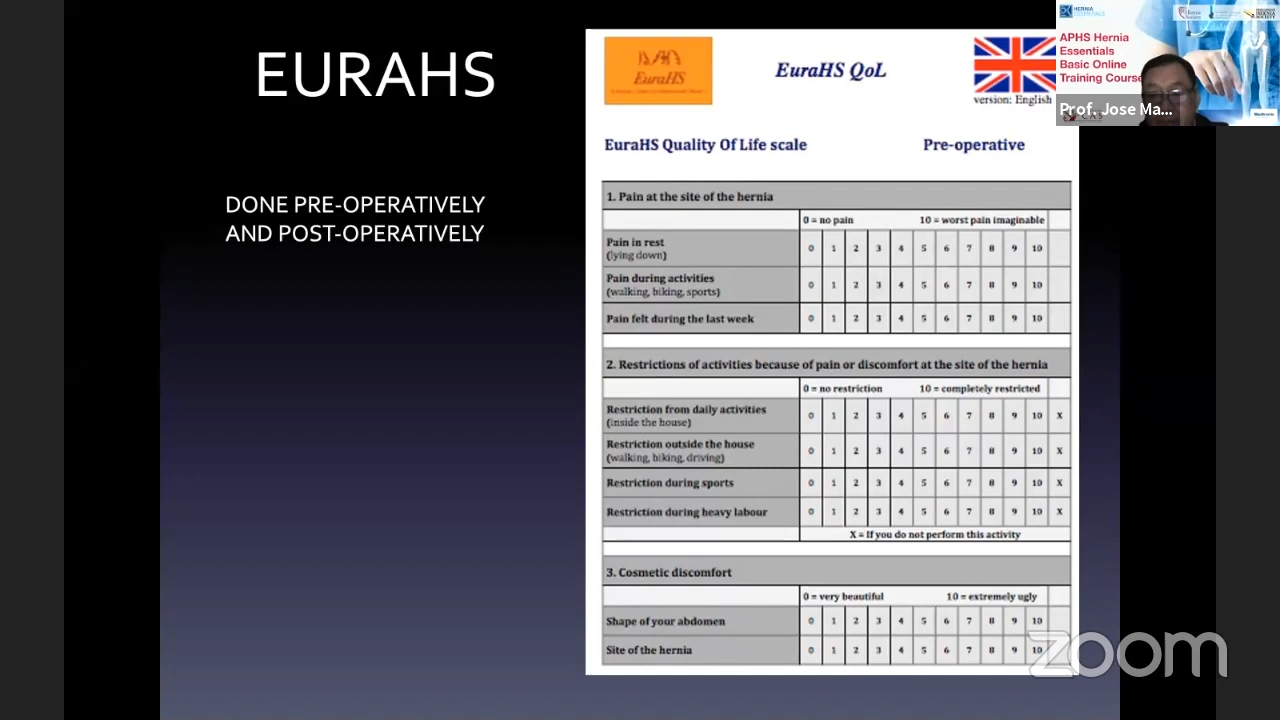 EURAHS
DONE PRE-OPERATIVELY
AND POST-OPERATIVELY
EuraHS
EuraHS QoL
version: English
EuraHS Quality Of Life scale Pre-operative
1. Pain at the site of the hernia
0 = no pain 10 = worst pain imaginable
Pain in rest
(lying down) 0 1 2 3 4 5 6 7 8 9 10
Pain during activities
(walking, biking, sports) 0 1 2 3 4 5 6 7 8 9 10
Pain felt during the last week 0 1 2 3 4 5 6 7 8 9 10
2. Restrictions of activities because of pain or discomfort at the site of the hernia
0 = no restriction 10 = completely restricted
Restriction from daily activities
(inside the house) 0 1 2 3 4 5 6 7 8 9 10 X
Restriction outside the house
(walking, biking, driving) 0 1 2 3 4 5 6 7 8 9 10 X
Restriction during sports 0 1 2 3 4 5 6 7 8 9 10 X
Restriction during heavy labour 0 1 2 3 4 5 6 7 8 9 10 X
X = If you do not perform this activity
3. Cosmetic discomfort
0 = very beautiful 10 = extremely ugly
Shape of your abdomen 0 1 2 3 4 5 6 7 8 9 10
Site of the hernia 0 1 2 3 4 5 6 7 8 9 10
HERNIA
ESSENTIALS
APHS Hernia
Essentials
Basic Online
Training Course
Prof. Jose Ma...
Medtronic
zoom